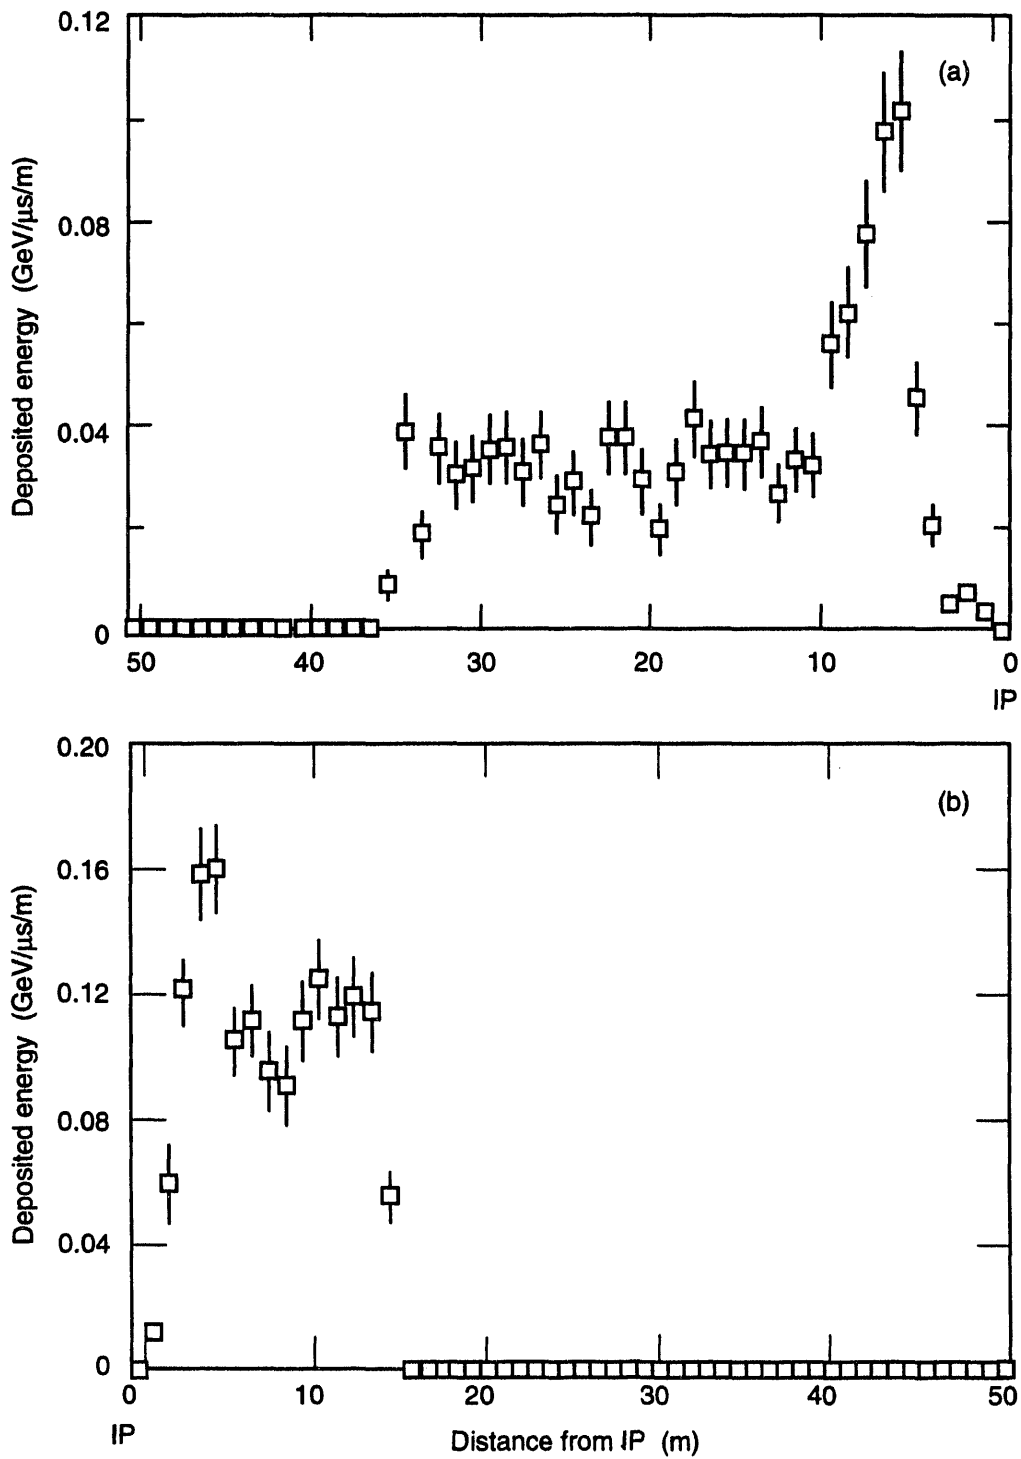 0.12
(a)
0.08
0.04
0
Deposited energy (GeV/μs/m)
50 40 30 20 10 0
IP
0.20
(b)
0.16
0.12
0.08
0.04
0
Deposited energy (GeV/μs/m)
0 10 20 30 40 50
IP
Distance from IP (m)